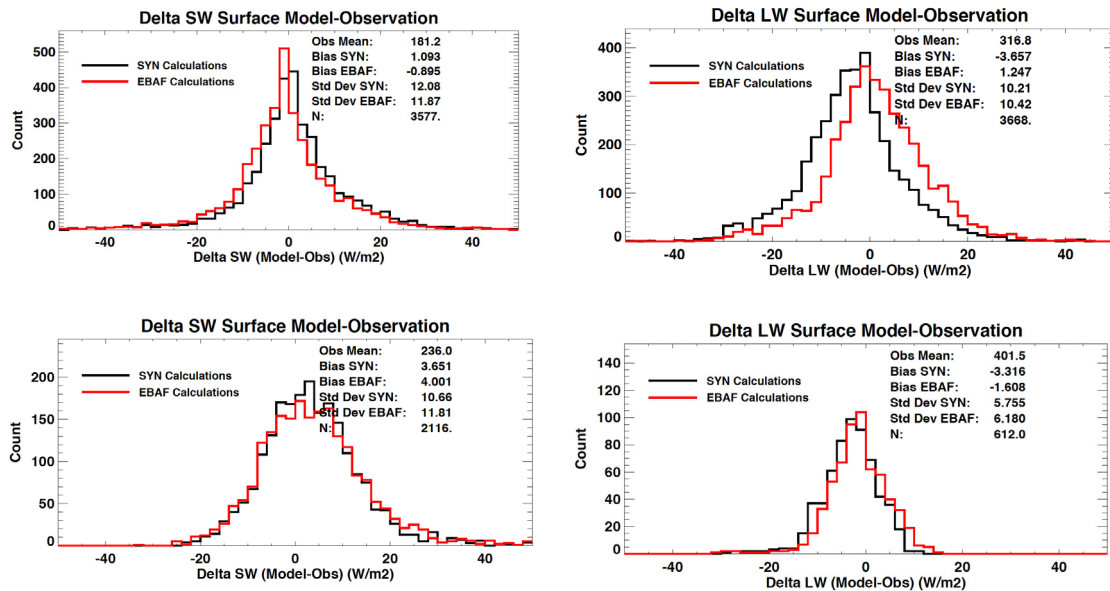 Delta SW Surface Model-Observation
SYN Calculations
EBAF Calculations
Obs Mean: 181.2
Bias SYN: 1.093
Bias EBAF: -0.895
Std Dev SYN: 12.08
Std Dev EBAF: 11.87
N: 3577.
Count
500
400
300
200
100
0
-40 -20 0 20 40
Delta SW (Model-Obs) (W/m2)
Delta LW Surface Model-Observation
SYN Calculations
EBAF Calculations
Obs Mean: 316.8
Bias SYN: -3.657
Bias EBAF: 1.247
Std Dev SYN: 10.21
Std Dev EBAF: 10.42
N: 3668.
Count
400
300
200
100
0
-40 -20 0 20 40
Delta LW (Model-Obs) (W/m2)
Delta SW Surface Model-Observation
SYN Calculations
EBAF Calculations
Obs Mean: 236.0
Bias SYN: 3.651
Bias EBAF: 4.001
Std Dev SYN: 10.66
Std Dev EBAF: 11.81
N: 2116.
Count
200
150
100
50
0
-40 -20 0 20 40
Delta SW (Model-Obs) (W/m2)
Delta LW Surface Model-Observation
SYN Calculations
EBAF Calculations
Obs Mean: 401.5
Bias SYN: -3.316
Bias EBAF: -1.608
Std Dev SYN: 5.755
Std Dev EBAF: 6.180
N: 612.0
Count
140
120
100
80
60
40
20
0
-40 -20 0 20 40
Delta LW (Model-Obs) (W/m2)